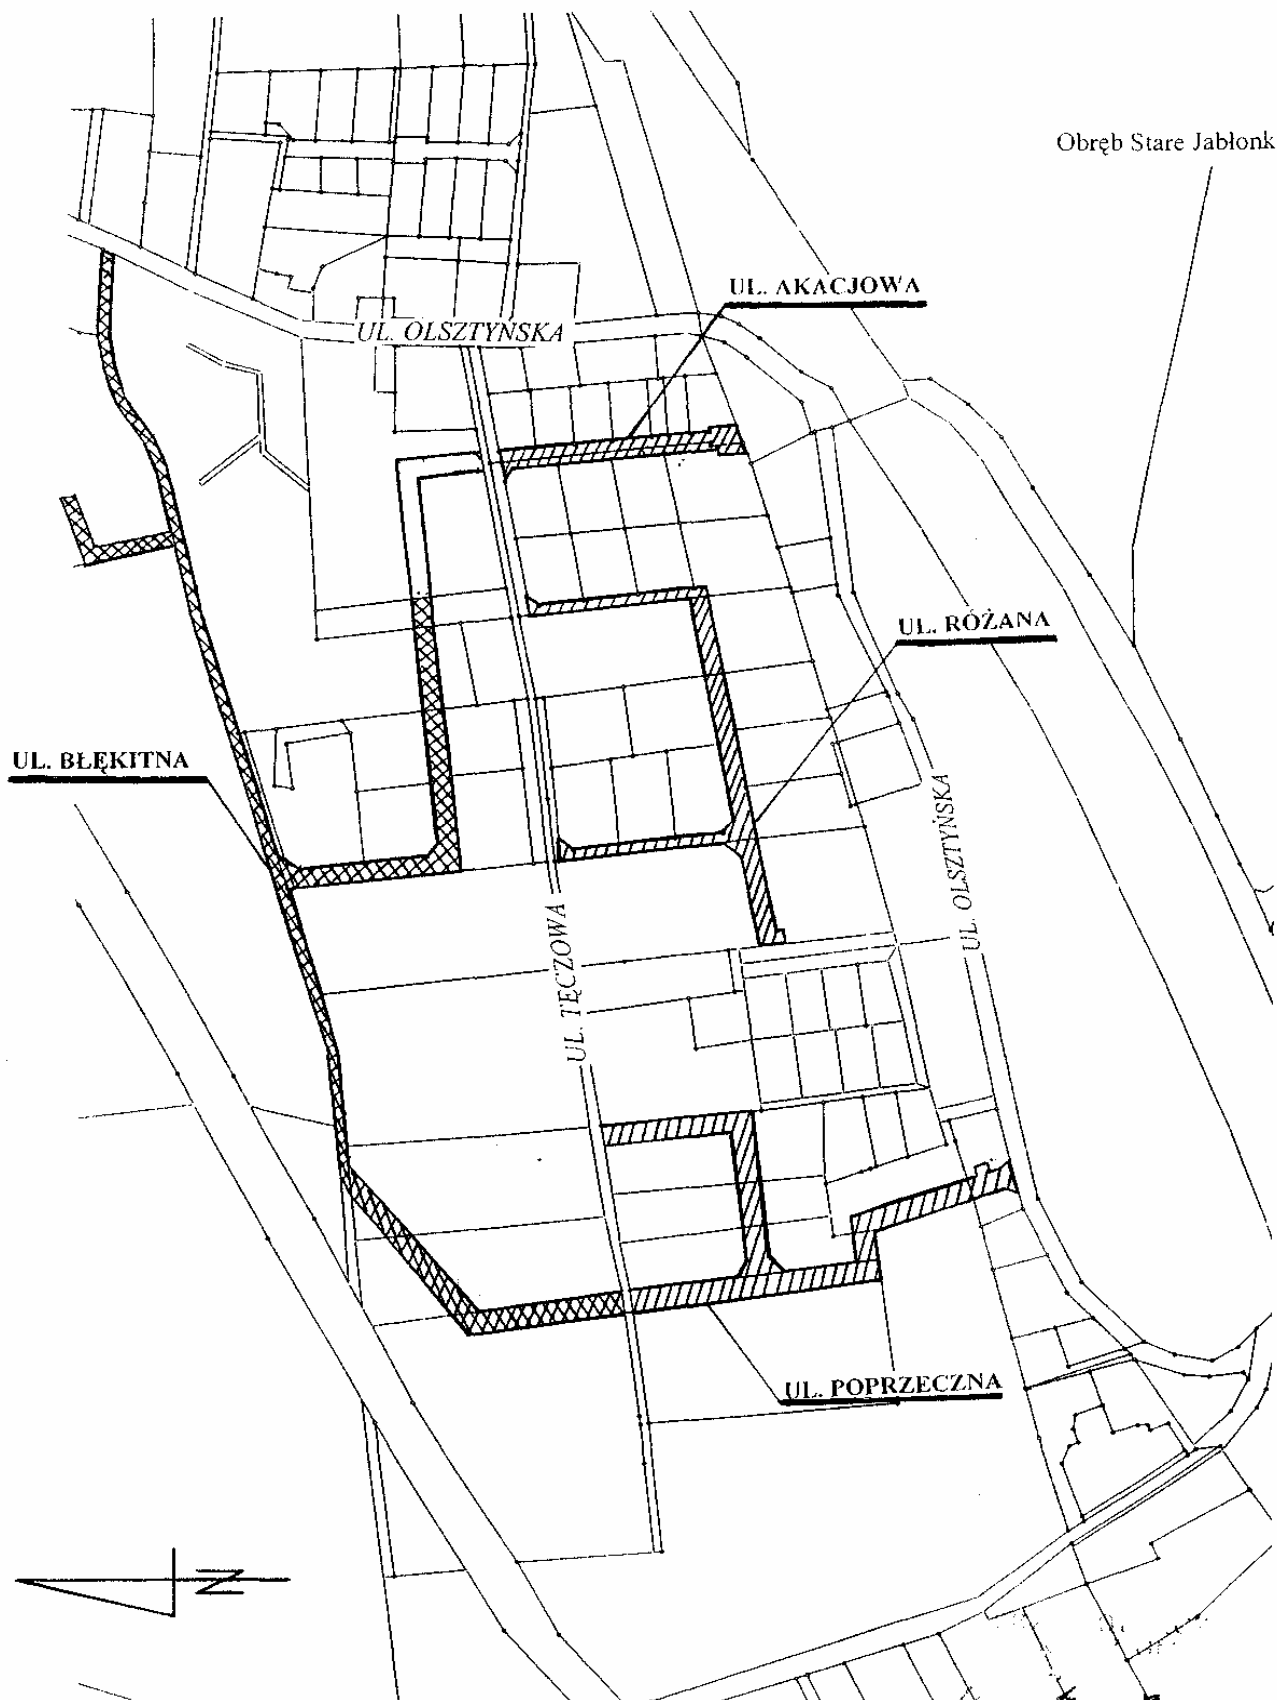 Obręb Stare Jabłonk
UL. AKACJOWA
UL. OLSZTYŃSKA
UL. RÓŻANA
UL. BŁĘKITNA
UL. OLSZTYŃSKA
UL. TĘCZOWA
UL. POPRZECZNA
N